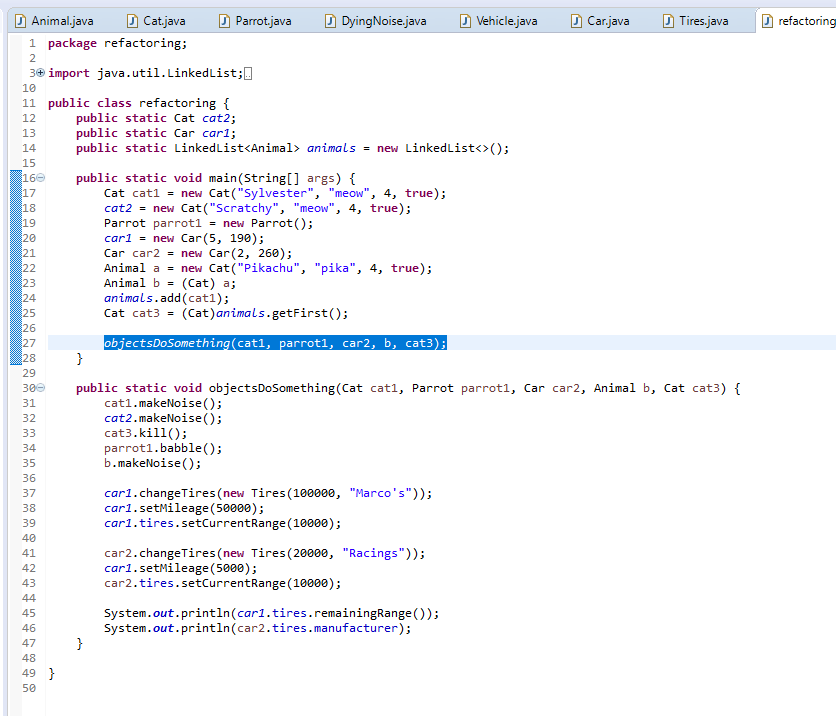 Animal.java Cat.java Parrot.java DyingNoise.java Vehicle.java Car.java Tires.java refactoring
1 package refactoring;
2
3 import java.util.LinkedList;
10
11 public class refactoring {
12 public static Cat cat2;
13 public static Car car1;
14 public static LinkedList<Animal> animals = new LinkedList<>();
15
16 public static void main(String[] args) {
17 Cat cat1 = new Cat("Sylvester", "meow", 4, true);
18 cat2 = new Cat("Scratchy", "meow", 4, true);
19 Parrot parrot1 = new Parrot();
20 car1 = new Car(5, 190);
21 Car car2 = new Car(2, 260);
22 Animal a = new Cat("Pikachu", "pika", 4, true);
23 Animal b = (Cat) a;
24 animals.add(cat1);
25 Cat cat3 = (Cat)animals.getFirst();
26
27 objectsDoSomething(cat1, parrot1, car2, b, cat3);
28 }
29
30 public static void objectsDoSomething(Cat cat1, Parrot parrot1, Car car2, Animal b, Cat cat3) {
31 cat1.makeNoise();
32 cat2.makeNoise();
33 cat3.kill();
34 parrot1.babble();
35 b.makeNoise();
36
37 car1.changeTires(new Tires(100000, "Marco's"));
38 car1.setMileage(50000);
39 car1.tires.setCurrentRange(10000);
40
41 car2.changeTires(new Tires(20000, "Racings"));
42 car1.setMileage(5000);
43 car2.tires.setCurrentRange(10000);
44
45 System.out.println(car1.tires.remainingRange());
46 System.out.println(car2.tires.manufacturer);
47 }
48
49 }
50